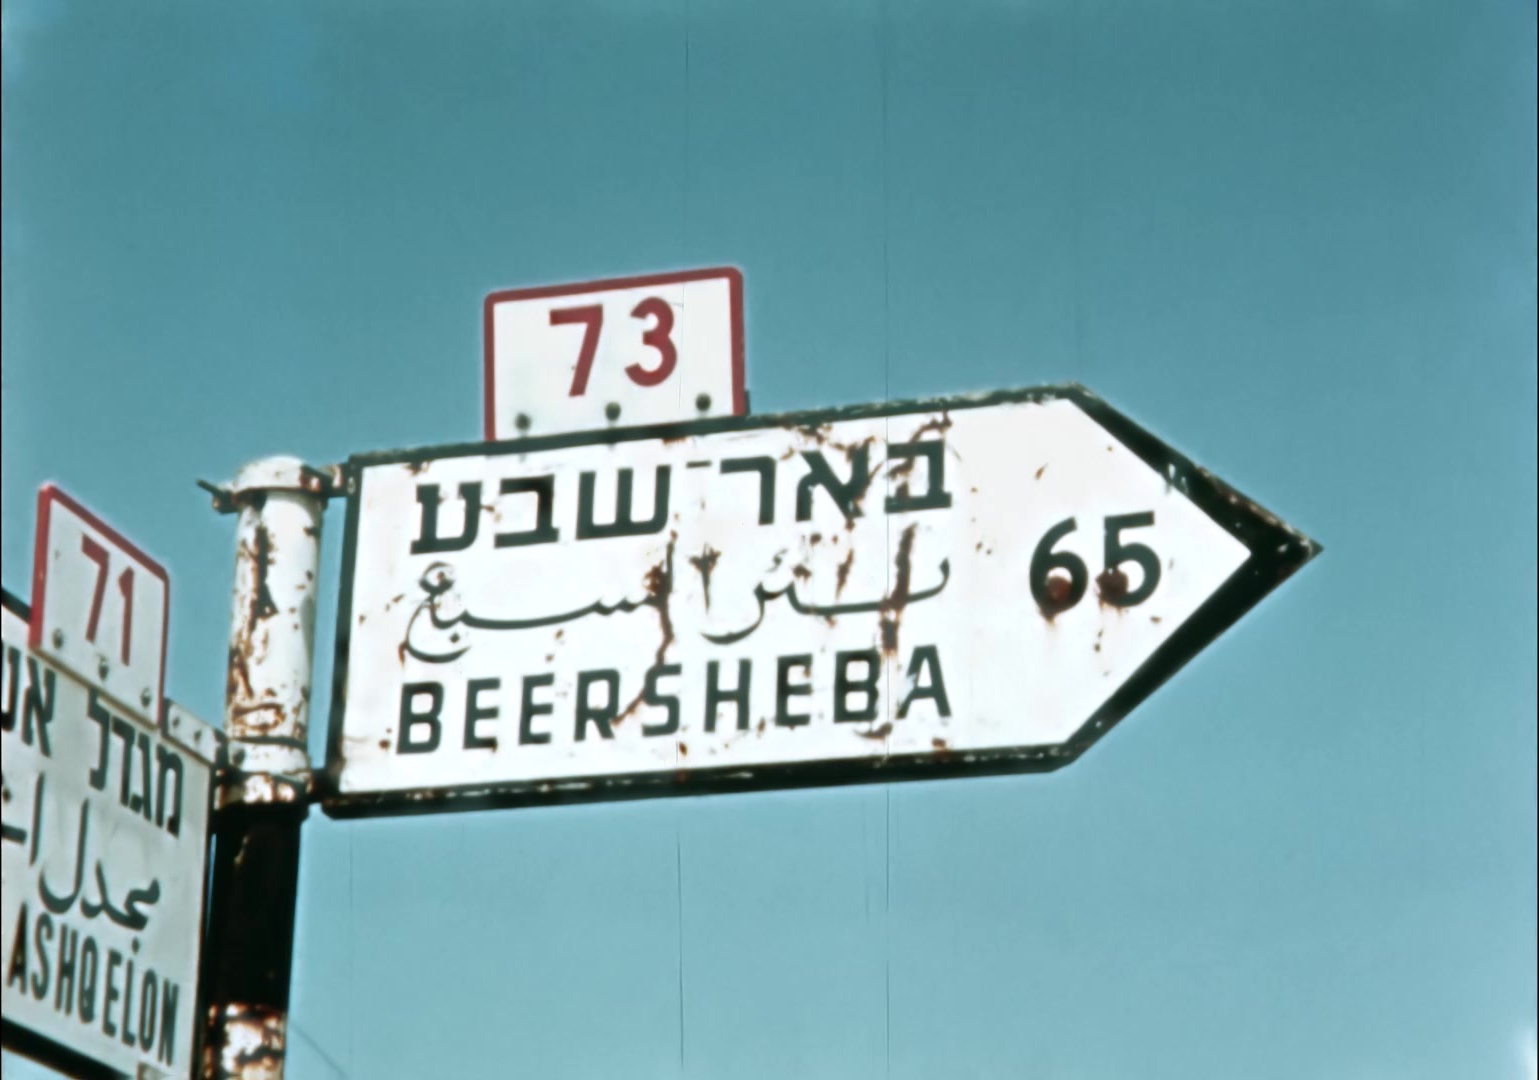 73
באר־שבע
بئر السبع
BEERSHEBA
65
71
מגדל
مجدل
ASHQELON